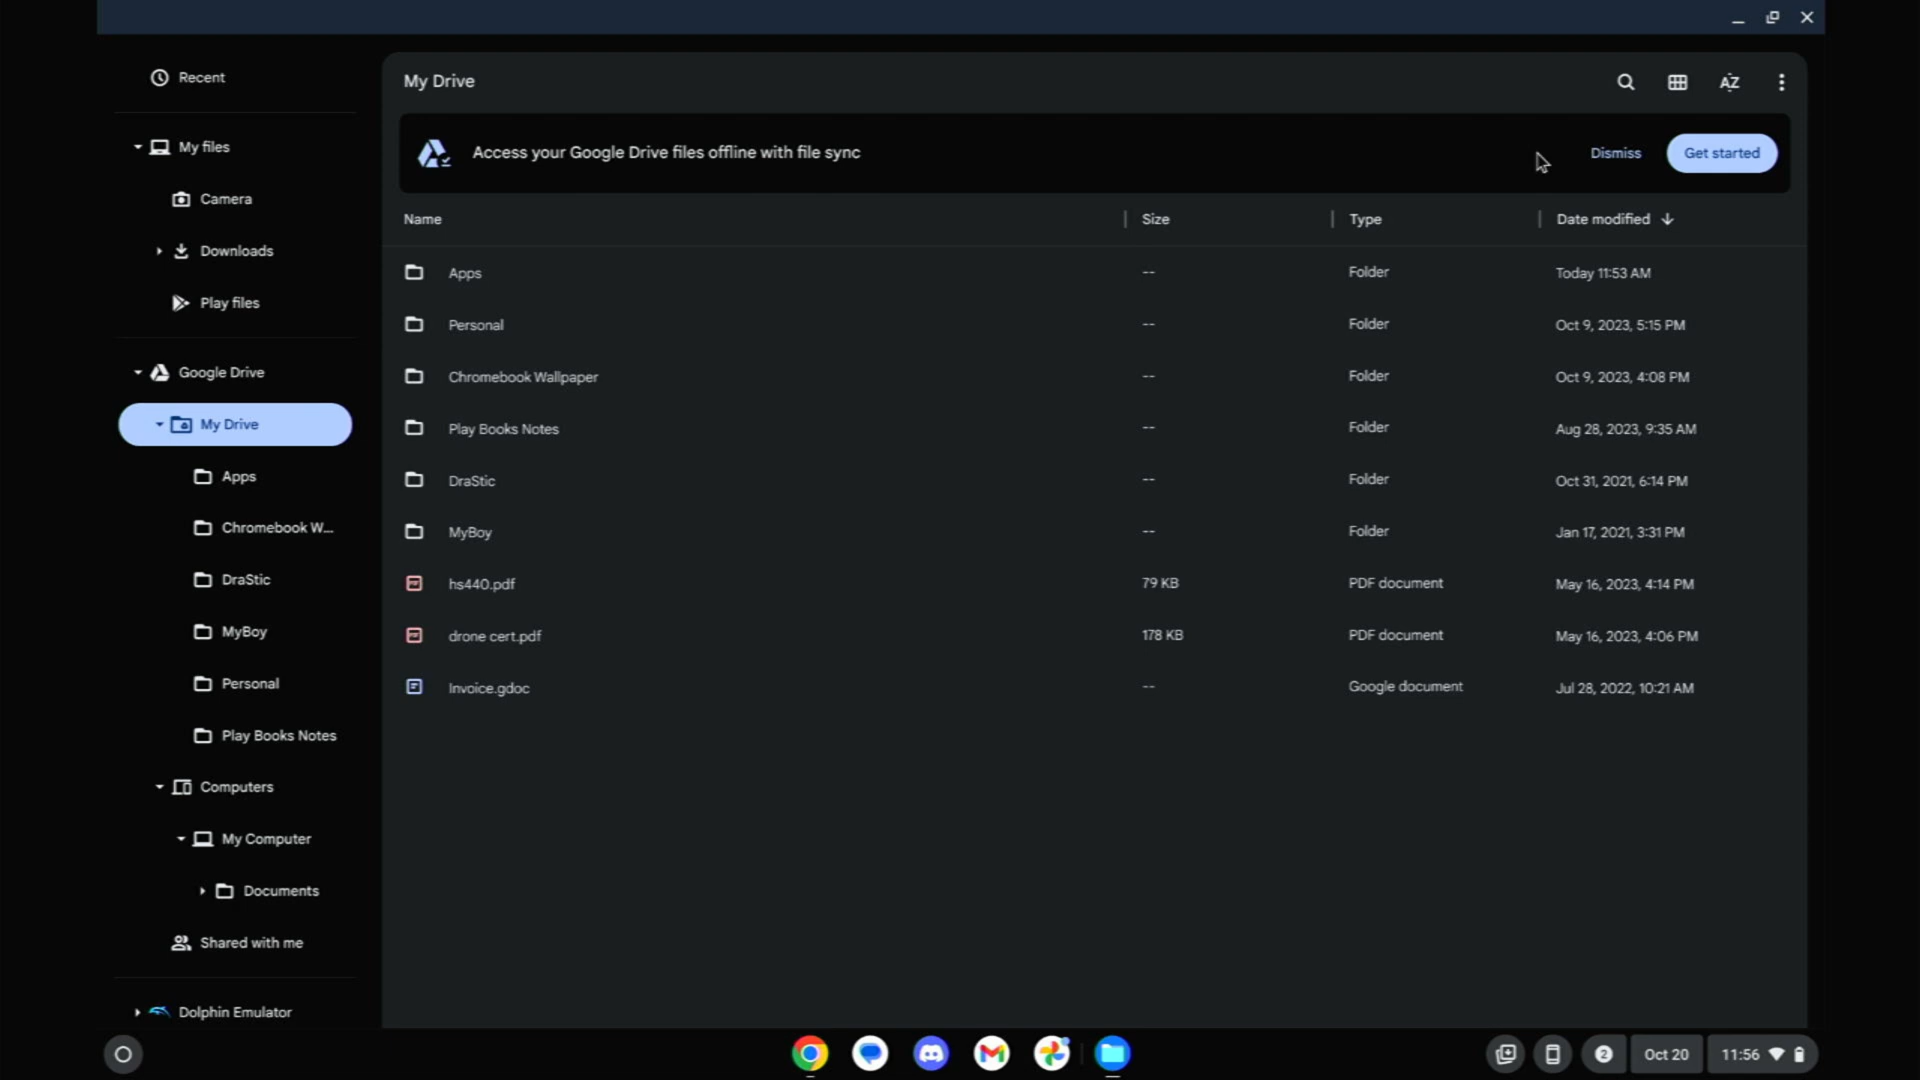 Recent
My files
Camera
Downloads
Play files
Google Drive
My Drive
Apps
Chromebook W...
DraStic
MyBoy
Personal
Play Books Notes
Computers
My Computer
Documents
Shared with me
Dolphin Emulator
My Drive
AZ
Access your Google Drive files offline with file sync
Dismiss
Get started
Name Size Type Date modified
Apps -- Folder Today 11:53 AM
Personal -- Folder Oct 9, 2023, 5:15 PM
Chromebook Wallpaper -- Folder Oct 9, 2023, 4:08 PM
Play Books Notes -- Folder Aug 28, 2023, 9:35 AM
DraStic -- Folder Oct 31, 2021, 6:14 PM
MyBoy -- Folder Jan 17, 2021, 3:31 PM
hs440.pdf 79 KB PDF document May 16, 2023, 4:14 PM
drone cert.pdf 178 KB PDF document May 16, 2023, 4:06 PM
Invoice.gdoc -- Google document Jul 28, 2022, 10:21 AM
2
Oct 20
11:56